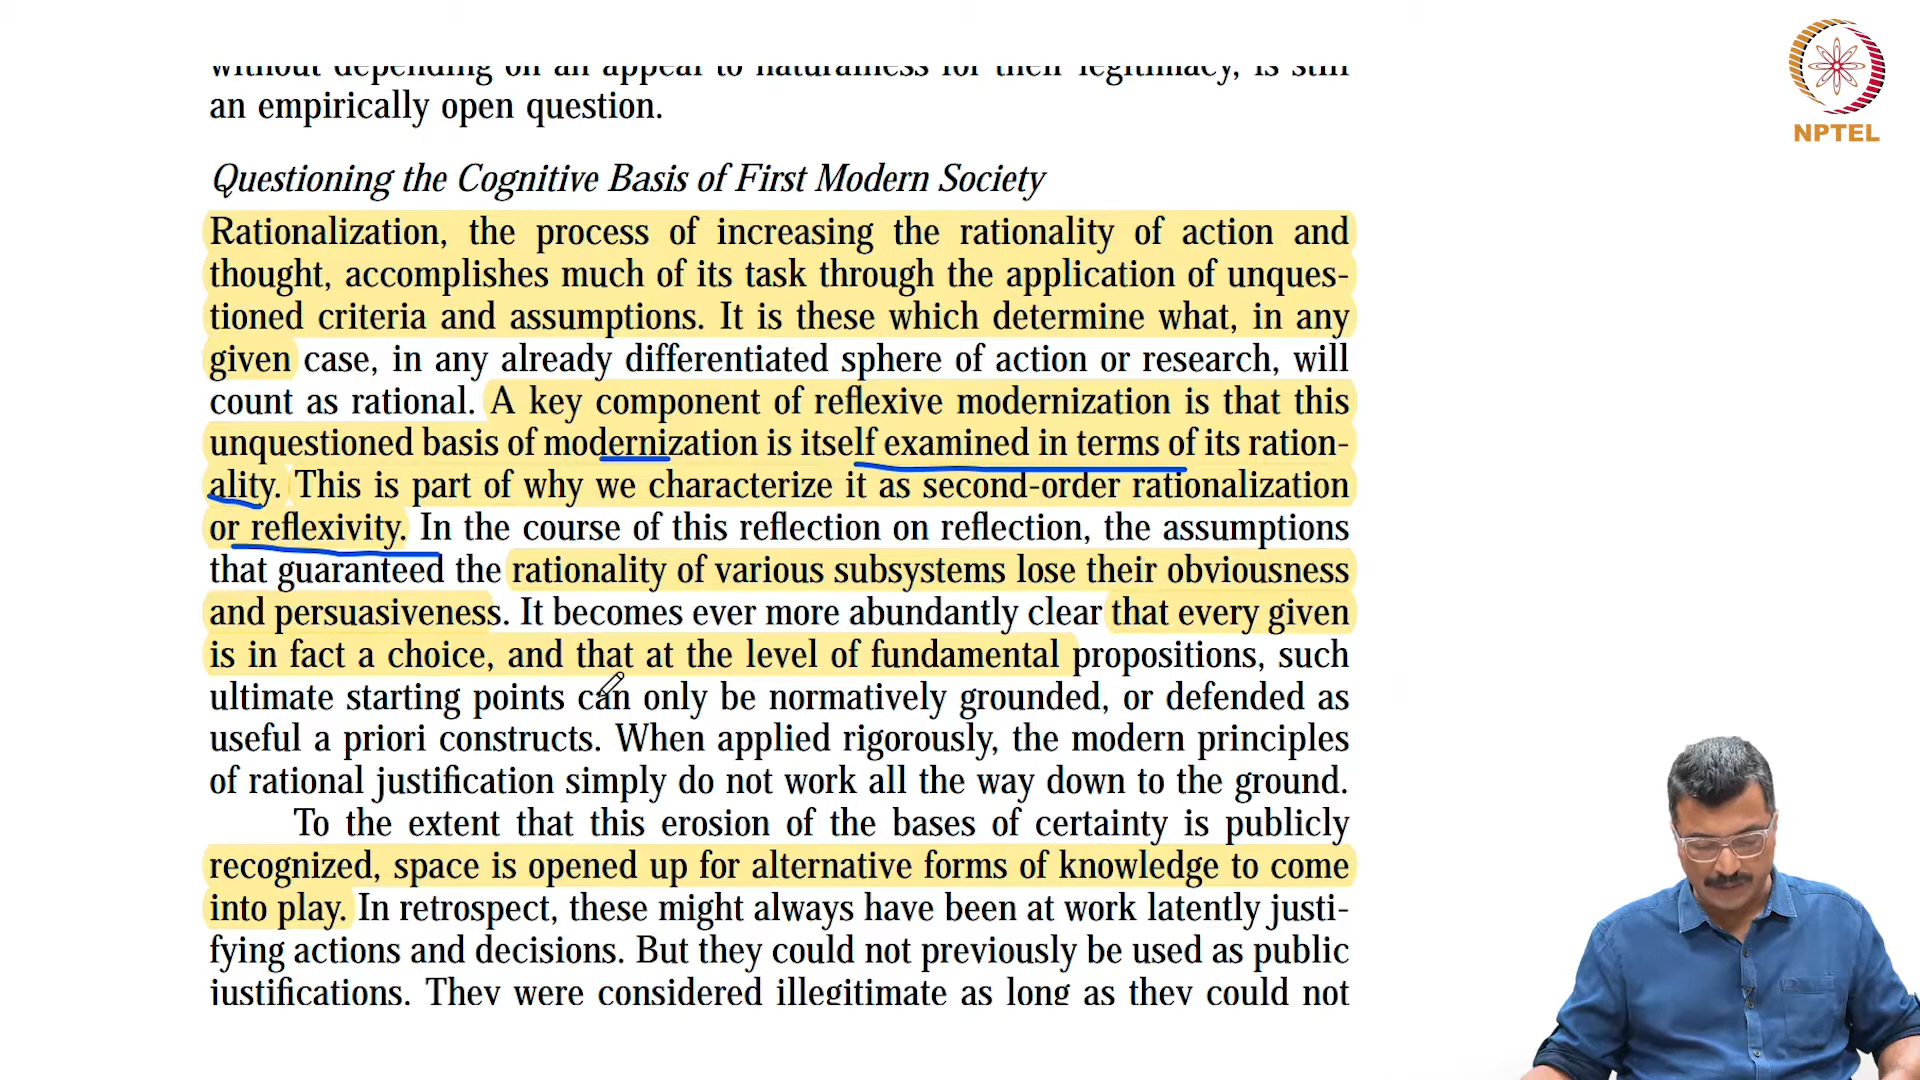 without depending on an appeal to naturalness for their legitimacy, is still
an empirically open question.
Questioning the Cognitive Basis of First Modern Society
Rationalization, the process of increasing the rationality of action and
thought, accomplishes much of its task through the application of unques-
tioned criteria and assumptions. It is these which determine what, in any
given case, in any already differentiated sphere of action or research, will
count as rational. A key component of reflexive modernization is that this
unquestioned basis of modernization is itself examined in terms of its ration-
ality. This is part of why we characterize it as second-order rationalization
or reflexivity. In the course of this reflection on reflection, the assumptions
that guaranteed the rationality of various subsystems lose their obviousness
and persuasiveness. It becomes ever more abundantly clear that every given
is in fact a choice, and that at the level of fundamental propositions, such
ultimate starting points can only be normatively grounded, or defended as
useful a priori constructs. When applied rigorously, the modern principles
of rational justification simply do not work all the way down to the ground.
To the extent that this erosion of the bases of certainty is publicly
recognized, space is opened up for alternative forms of knowledge to come
into play. In retrospect, these might always have been at work latently justi-
fying actions and decisions. But they could not previously be used as public
justifications. They were considered illegitimate as long as they could not
NPTEL